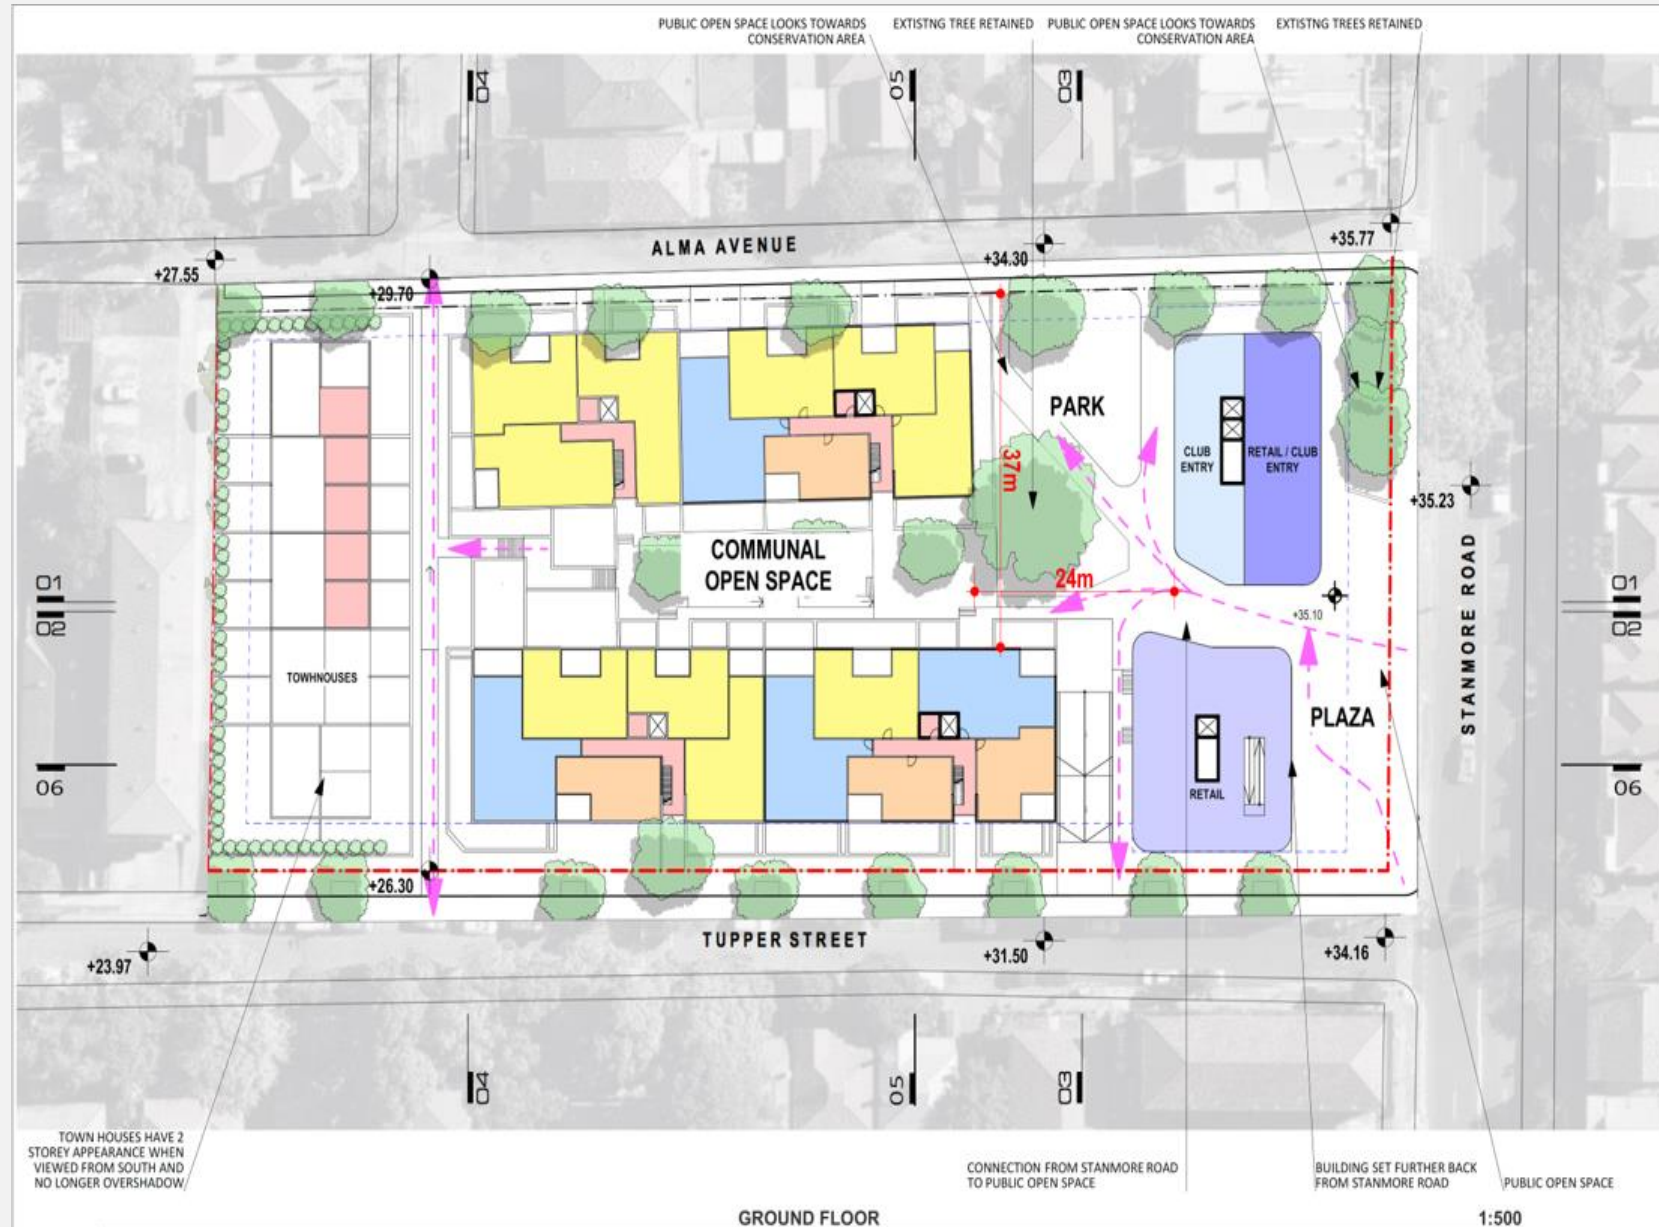 PUBLIC OPEN SPACE LOOKS TOWARDS
CONSERVATION AREA
EXTISTNG TREE RETAINED
PUBLIC OPEN SPACE LOOKS TOWARDS
CONSERVATION AREA
EXTISTNG TREES RETAINED
04
05
03
ALMA AVENUE
+27.55
+29.70
+34.30
+35.77
PARK
37m
CLUB
ENTRY
RETAIL / CLUB
ENTRY
+35.23
COMMUNAL
OPEN SPACE
24m
+35.10
STANMORE ROAD
01
02
01
02
TOWHNOUSES
PLAZA
RETAIL
06
06
+26.30
TUPPER STREET
+23.97
+31.50
+34.16
04
05
03
TOWN HOUSES HAVE 2
STOREY APPEARANCE WHEN
VIEWED FROM SOUTH AND
NO LONGER OVERSHADOW
CONNECTION FROM STANMORE ROAD
TO PUBLIC OPEN SPACE
BUILDING SET FURTHER BACK
FROM STANMORE ROAD
PUBLIC OPEN SPACE
GROUND FLOOR
1:500